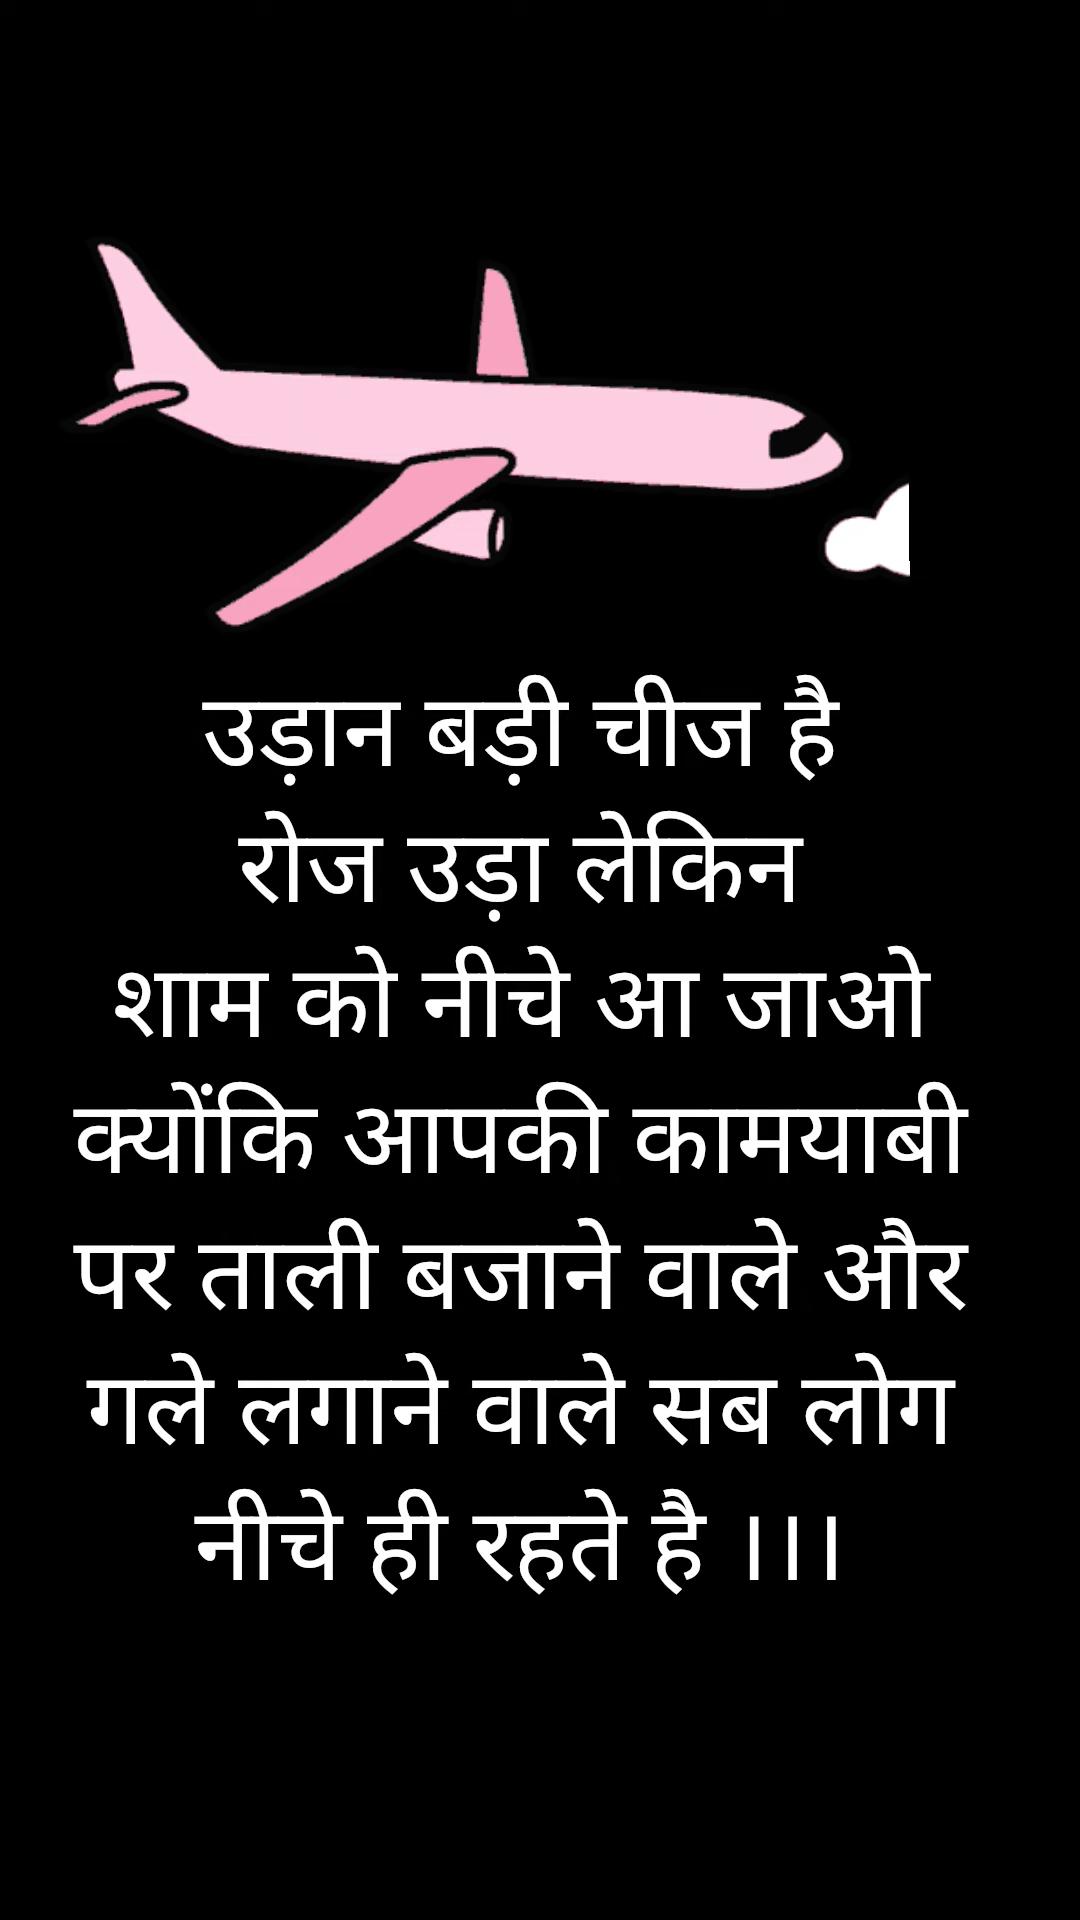 उड़ान बड़ी चीज है
रोज उड़ा लेकिन
शाम को नीचे आ जाओ
क्योंकि आपकी कामयाबी
पर ताली बजाने वाले और
गले लगाने वाले सब लोग
नीचे ही रहते है ।।।